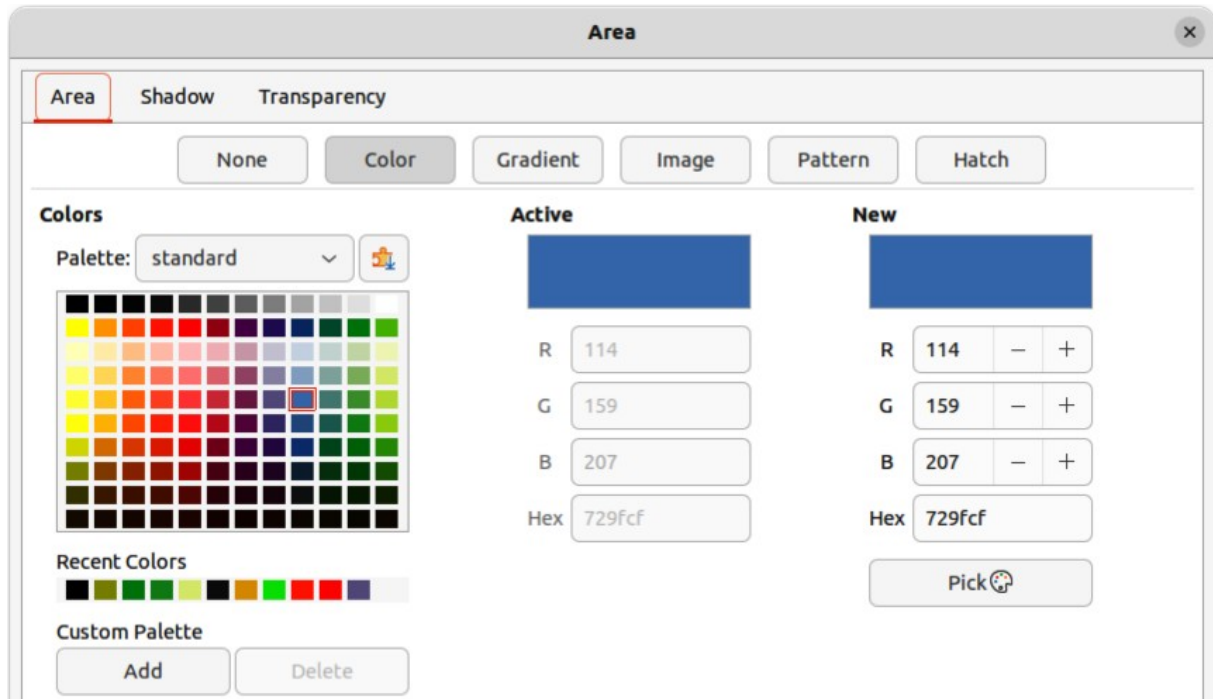 Area
Area Shadow Transparency
None Color Gradient Image Pattern Hatch
Colors
Palette: standard
Recent Colors
Custom Palette
Add Delete
Active
R 114
G 159
B 207
Hex 729fcf
New
R 114 − +
G 159 − +
B 207 − +
Hex 729fcf
Pick